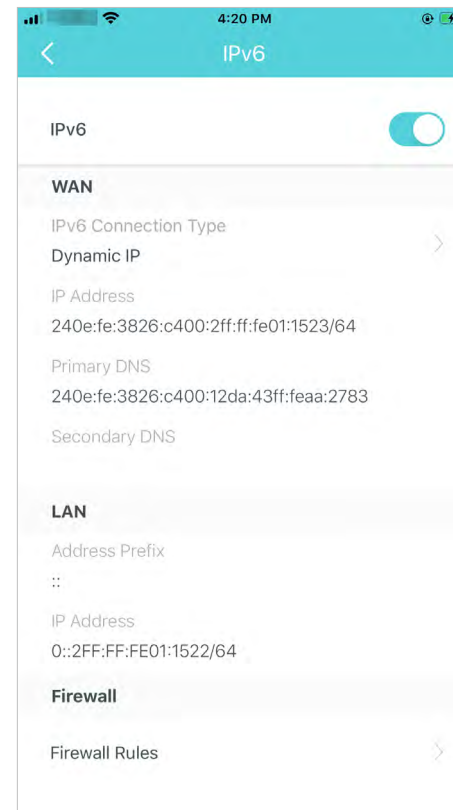 4:20 PM
IPv6
IPv6
WAN
IPv6 Connection Type
Dynamic IP
IP Address
240e:fe:3826:c400:2ff:ff:fe01:1523/64
Primary DNS
240e:fe:3826:c400:12da:43ff:feaa:2783
Secondary DNS
LAN
Address Prefix
::
IP Address
0::2FF:FF:FE01:1522/64
Firewall
Firewall Rules